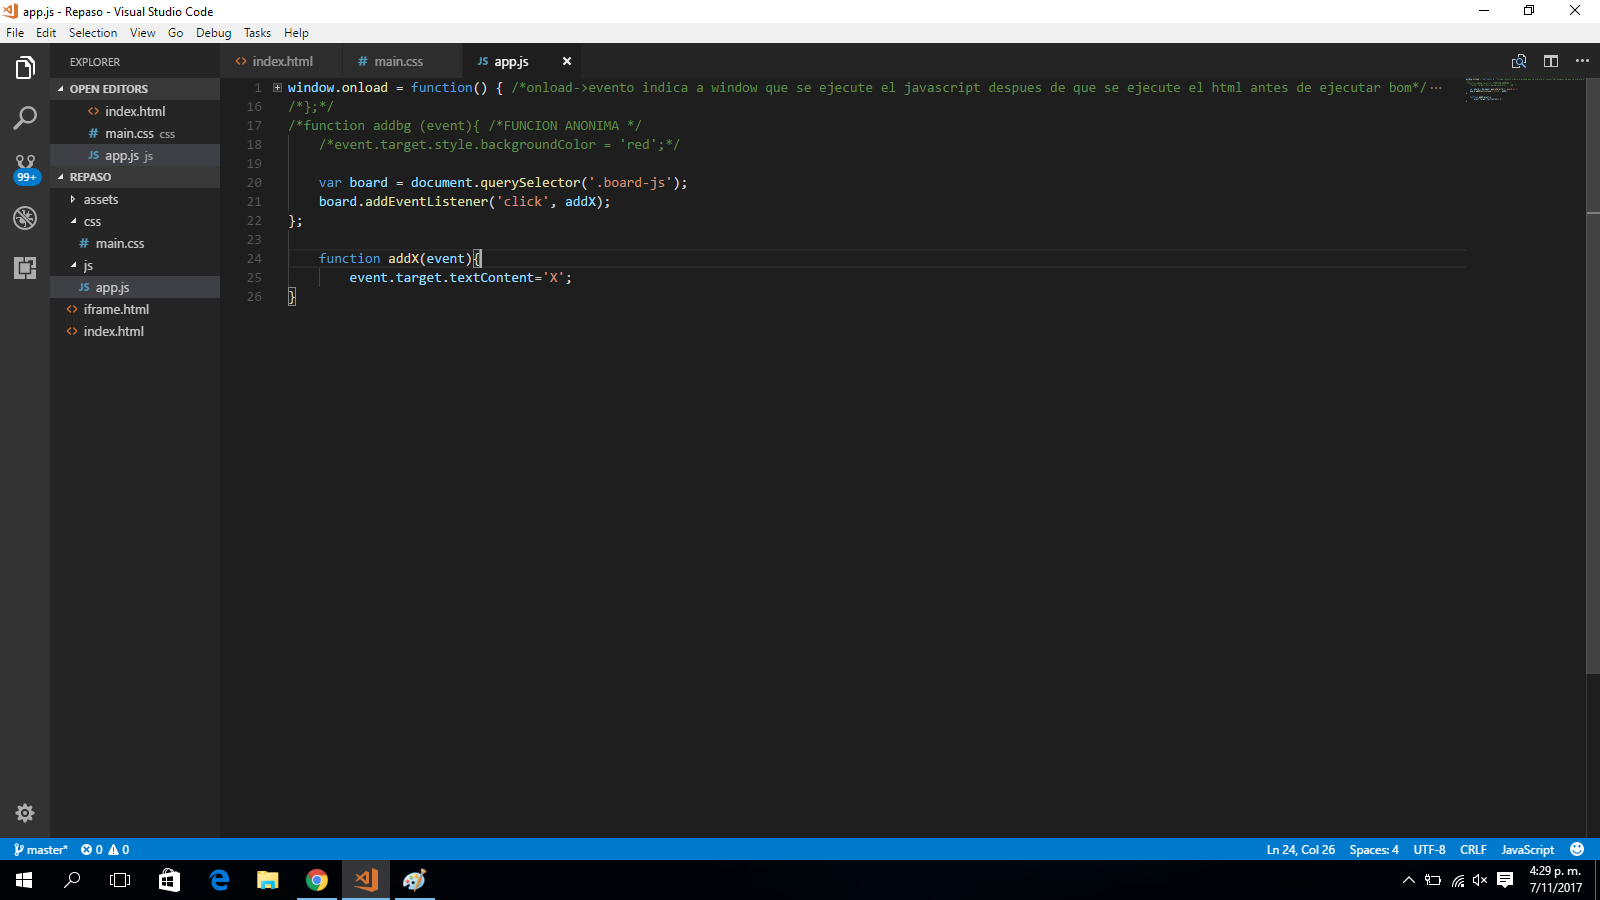 app.js - Repaso - Visual Studio Code
File Edit Selection View Go Debug Tasks Help
EXPLORER
OPEN EDITORS
index.html
main.css css
app.js js
99+
REPASO
assets
css
main.css
js
app.js
iframe.html
index.html
index.html main.css app.js
1 window.onload = function() { /*onload->evento indica a window que se ejecute el javascript despues de que se ejecute el html antes de ejecutar bom*/ ···
16 /*};*/
17 /*function addbg (event){ /*FUNCION ANONIMA */
18 /*event.target.style.backgroundColor = 'red';*/
19
20 var board = document.querySelector('.board-js');
21 board.addEventListener('click', addX);
22 };
23
24 function addX(event){
25 event.target.textContent='X';
26 }
master* 0 0 Ln 24, Col 26 Spaces: 4 UTF-8 CRLF JavaScript
4:29 p. m.
7/11/2017